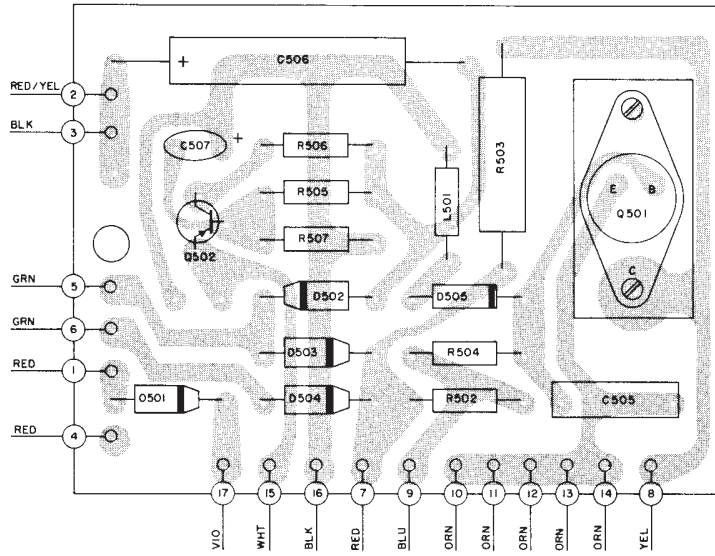 C506
RED/YEL 2
BLK 3
C507
+
+
R506
R505
R507
Q502
L501
R503
E B
Q501
C
GRN 5
GRN 6
RED 1
RED 4
D502
D505
D503
R504
D501
D504
R502
C505
17 15 16 7 9 10 11 12 13 14 8
VIO WHT BLK RED BLU ORN ORN ORN ORN ORN YEL